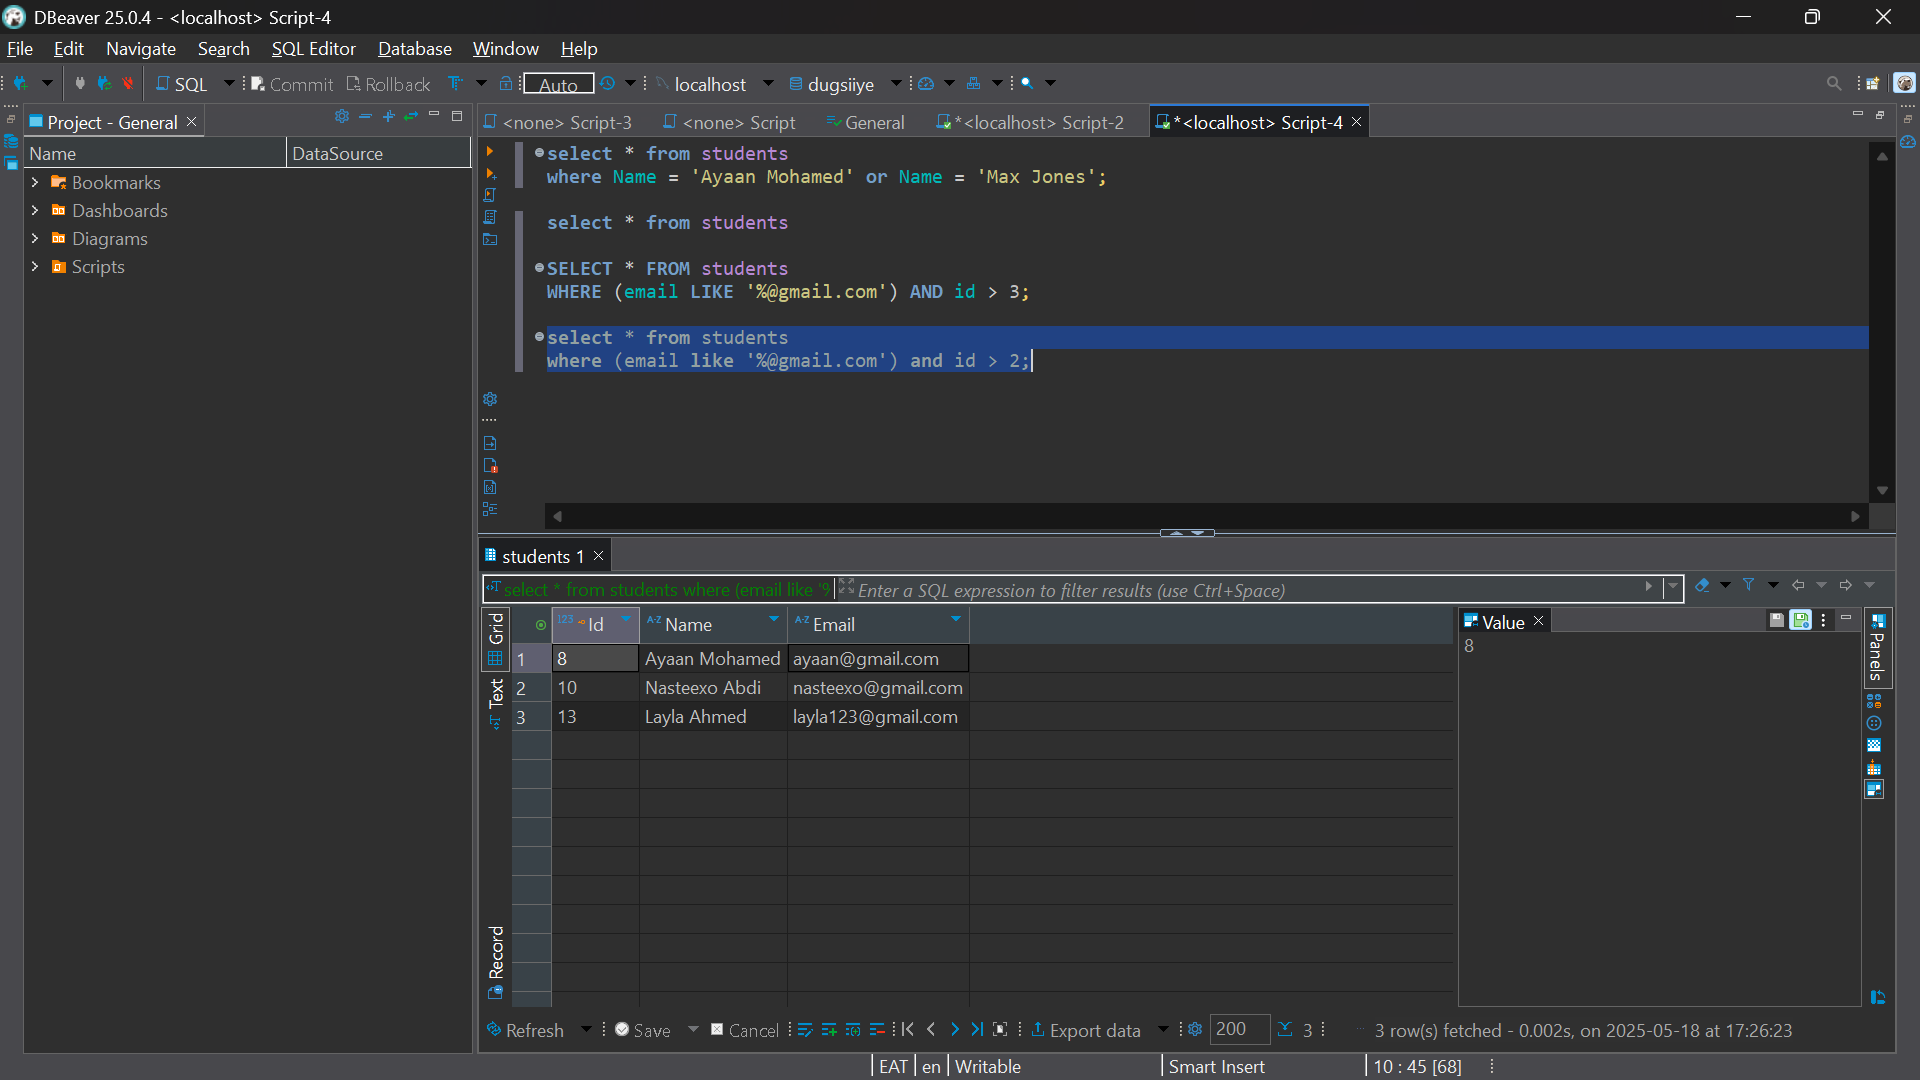 DBeaver 25.0.4 - <localhost> Script-4
File Edit Navigate Search SQL Editor Database Window Help
SQL Commit Rollback Auto localhost dugsiiye
Project - General
Name DataSource
Bookmarks
Dashboards
Diagrams
Scripts
<none> Script-3 <none> Script General *<localhost> Script-2 *<localhost> Script-4
select * from students
where Name = 'Ayaan Mohamed' or Name = 'Max Jones';
select * from students
SELECT * FROM students
WHERE (email LIKE '%@gmail.com') AND id > 3;
select * from students
where (email like '%@gmail.com') and id > 2;
students 1
select * from students where (email like '% Enter a SQL expression to filter results (use Ctrl+Space)
Grid
Text
Record
123 Id A-Z Name A-Z Email
1 8 Ayaan Mohamed ayaan@gmail.com
2 10 Nasteexo Abdi nasteexo@gmail.com
3 13 Layla Ahmed layla123@gmail.com
Value
8
Panels
Refresh Save Cancel Export data 200 3 3 row(s) fetched - 0.002s, on 2025-05-18 at 17:26:23
EAT en Writable Smart Insert 10 : 45 [68]